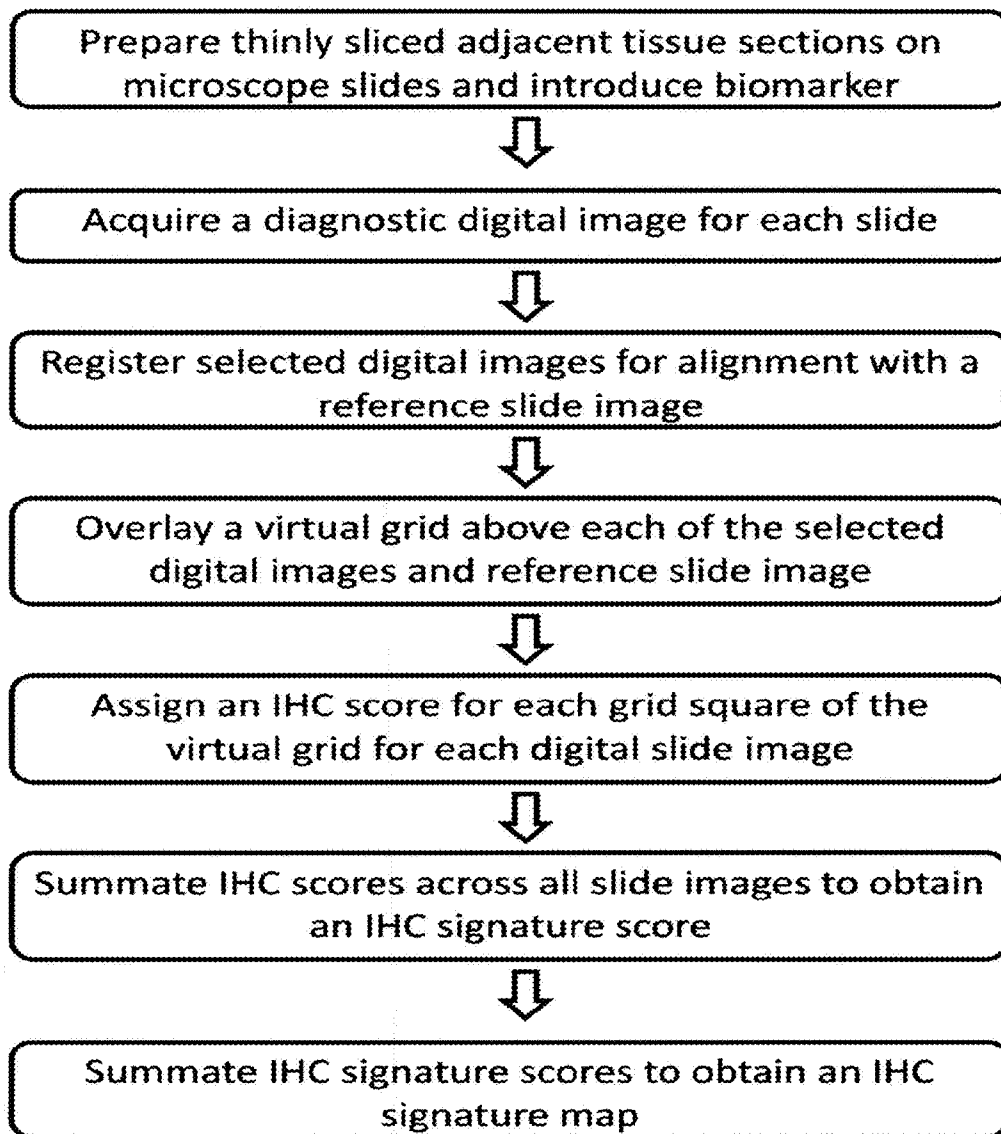 Prepare thinly sliced adjacent tissue sections on
microscope slides and introduce biomarker
Acquire a diagnostic digital image for each slide
Register selected digital images for alignment with a
reference slide image
Overlay a virtual grid above each of the selected
digital images and reference slide image
Assign an IHC score for each grid square of the
virtual grid for each digital slide image
Summate IHC scores across all slide images to obtain
an IHC signature score
Summate IHC signature scores to obtain an IHC
signature map